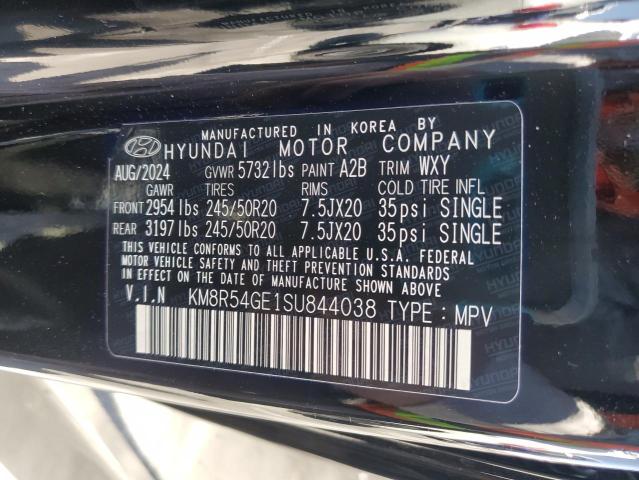 MANUFACTURED IN KOREA BY
HYUNDAI MOTOR COMPANY
AUG/2024 GVWR 5732lbs PAINT A2B TRIM WXY
GAWR TIRES RIMS COLD TIRE INFL
FRONT 2954lbs 245/50R20 7.5JX20 35psi SINGLE
REAR 3197lbs 245/50R20 7.5JX20 35psi SINGLE
THIS VEHICLE CONFORMS TO ALL APPLICABLE U.S.A. FEDERAL
MOTOR VEHICLE SAFETY, AND THEFT PREVENTION STANDARDS
IN EFFECT ON THE DATE OF MANUFACTURE SHOWN ABOVE.
V.I.N KM8R54GE1SU844038 TYPE : MPV